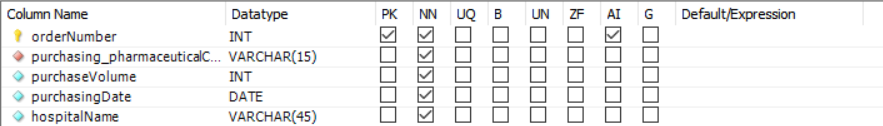 Column Name Datatype PK NN UQ B UN ZF AI G Default/Expression
orderNumber INT
purchasing_pharmaceuticalC... VARCHAR(15)
purchaseVolume INT
purchasingDate DATE
hospitalName VARCHAR(45)